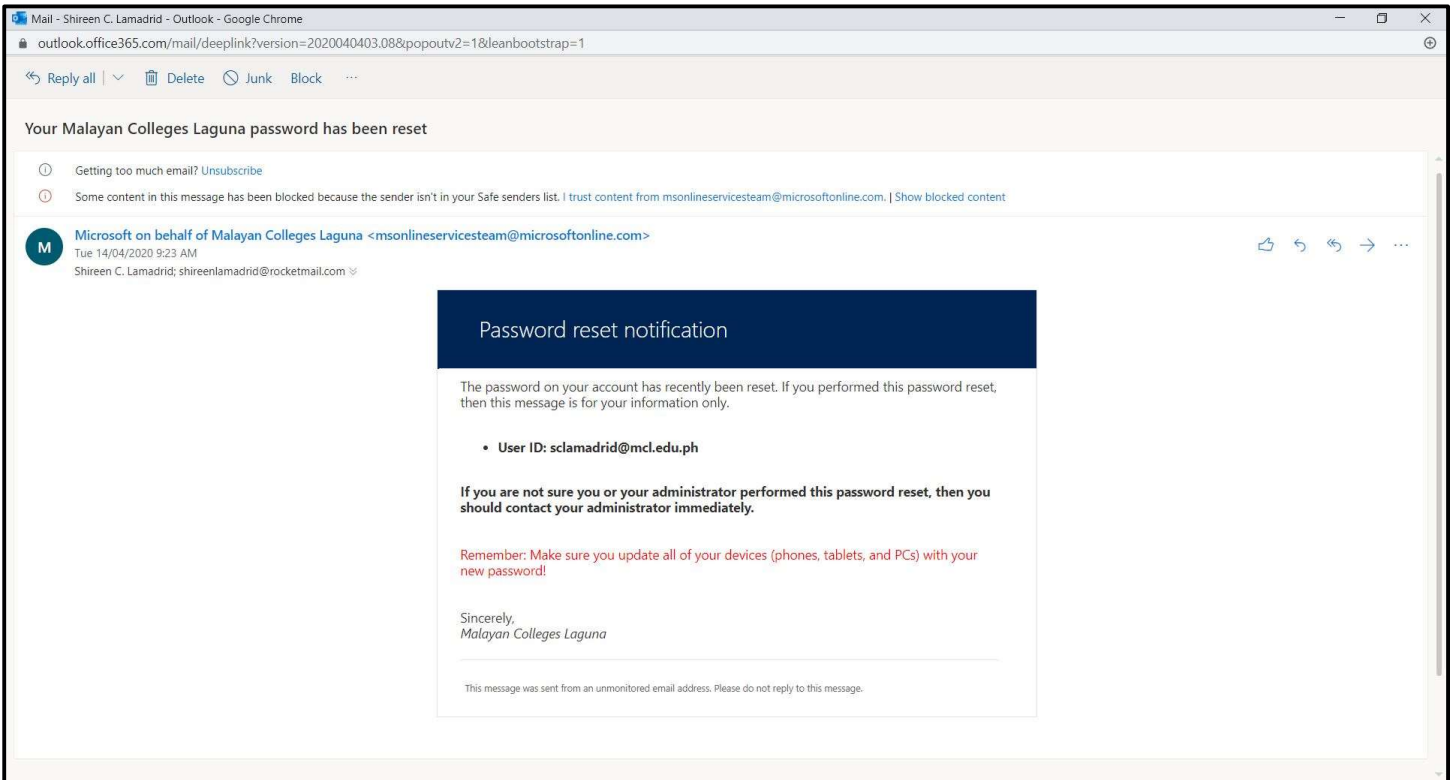 Mail - Shireen C. Lamadrid - Outlook - Google Chrome
outlook.office365.com/mail/deeplink?version=2020040403.08&popoutv2=1&leanbootstrap=1
Reply all Delete Junk Block ...
Your Malayan Colleges Laguna password has been reset
Getting too much email? Unsubscribe
Some content in this message has been blocked because the sender isn't in your Safe senders list. I trust content from msonlineservicesteam@microsoftonline.com. | Show blocked content
M
Microsoft on behalf of Malayan Colleges Laguna <msonlineservicesteam@microsoftonline.com>
Tue 14/04/2020 9:23 AM
Shireen C. Lamadrid; shireenlamadrid@rocketmail.com
Password reset notification
The password on your account has recently been reset. If you performed this password reset,
then this message is for your information only.
• User ID: sclamadrid@mcl.edu.ph
If you are not sure you or your administrator performed this password reset, then you
should contact your administrator immediately.
Remember: Make sure you update all of your devices (phones, tablets, and PCs) with your
new password!
Sincerely,
Malayan Colleges Laguna
This message was sent from an unmonitored email address. Please do not reply to this message.